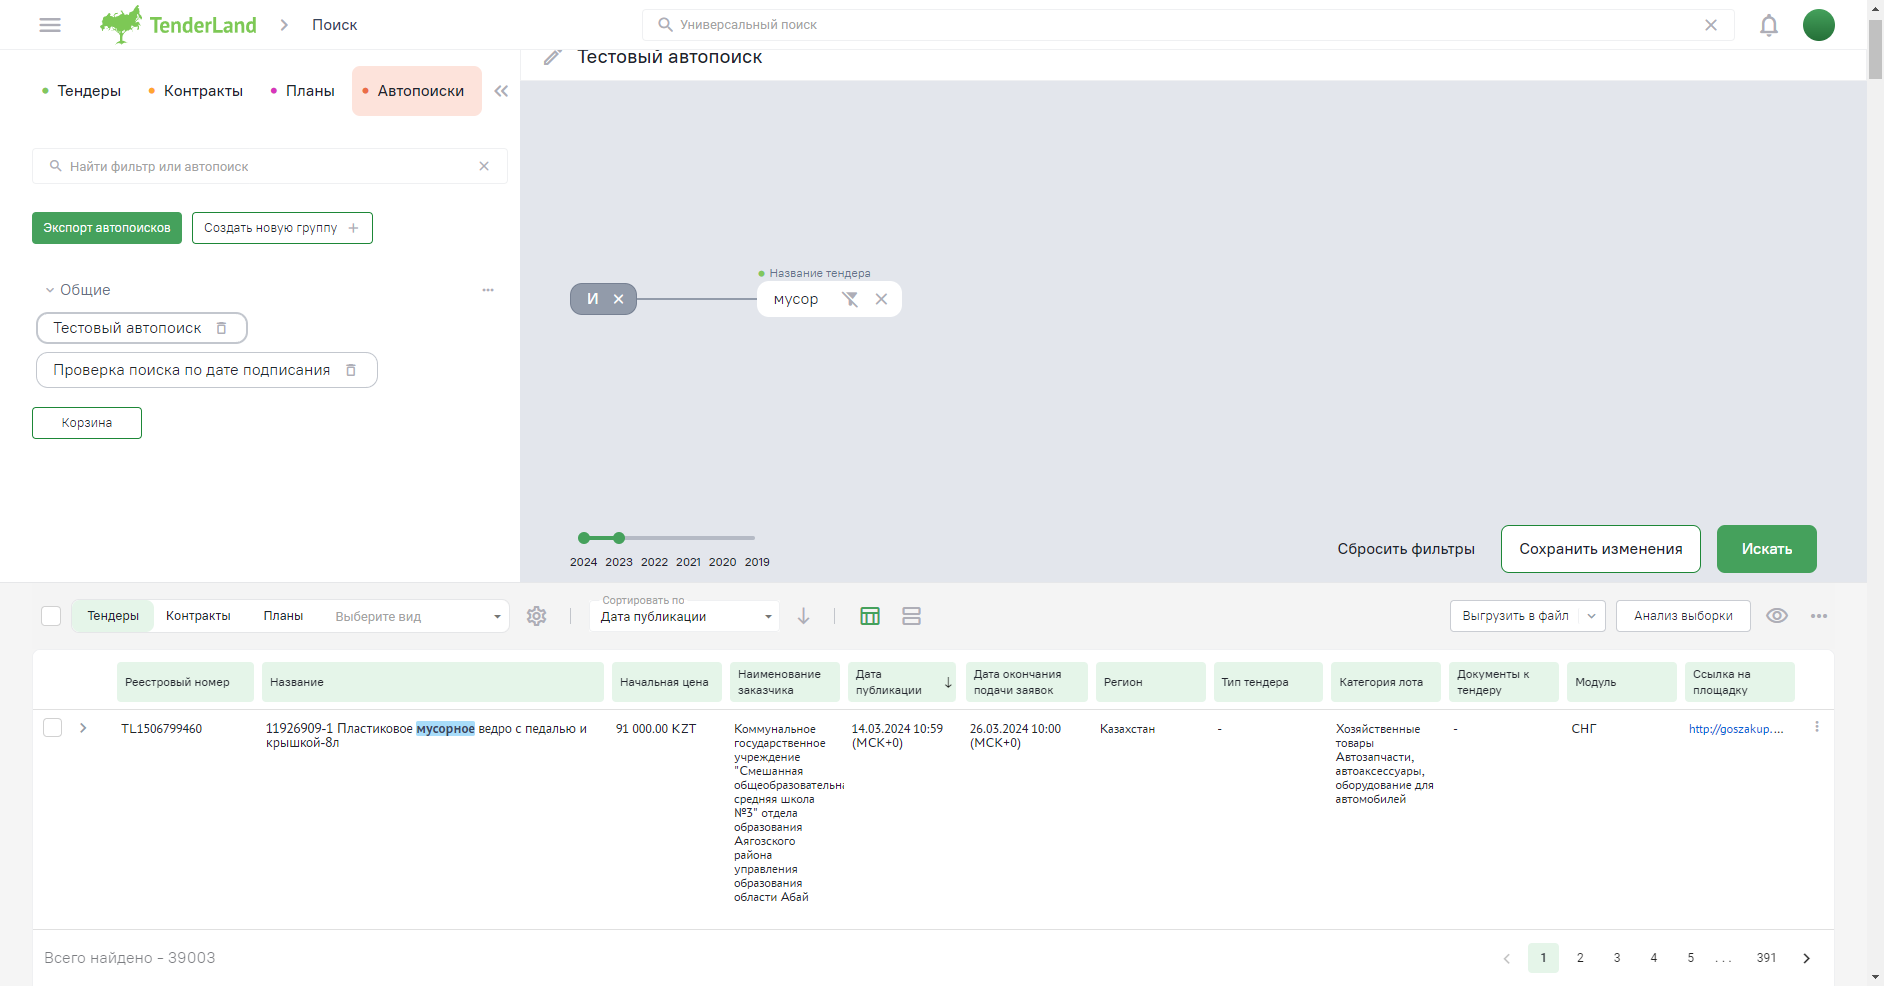 TenderLand
Поиск
Универсальный поиск
Тендеры
Контракты
Планы
Автопоиски
Найти фильтр или автопоиск
Экспорт автопоисков
Создать новую группу
Общие
Тестовый автопоиск
Проверка поиска по дате подписания
Корзина
Тестовый автопоиск
Название тендера
И
мусор
2024 2023 2022 2021 2020 2019
Сбросить фильтры
Сохранить изменения
Искать
Тендеры
Контракты
Планы
Выберите вид
Сортировать по
Дата публикации
Выгрузить в файл
Анализ выборки
Реестровый номер
Название
Начальная цена
Наименование
заказчика
Дата
публикации
Дата окончания
подачи заявок
Регион
Тип тендера
Категория лота
Документы к
тендеру
Модуль
Ссылка на
площадку
TL1506799460
11926909-1 Пластиковое мусорное ведро с педалью и
крышкой-8л
91 000.00 KZT
Коммунальное
государственное
учреждение
"Смешанная
общеобразовательна
средняя школа
№3" отдела
образования
Аягозского
района
управления
образования
области Абай
14.03.2024 10:59
(МСК+0)
26.03.2024 10:00
(МСК+0)
Казахстан
-
Хозяйственные
товары
Автозапчасти,
автоаксессуары,
оборудование для
автомобилей
-
СНГ
http://goszakup....
Всего найдено - 39003
1 2 3 4 5 ... 391